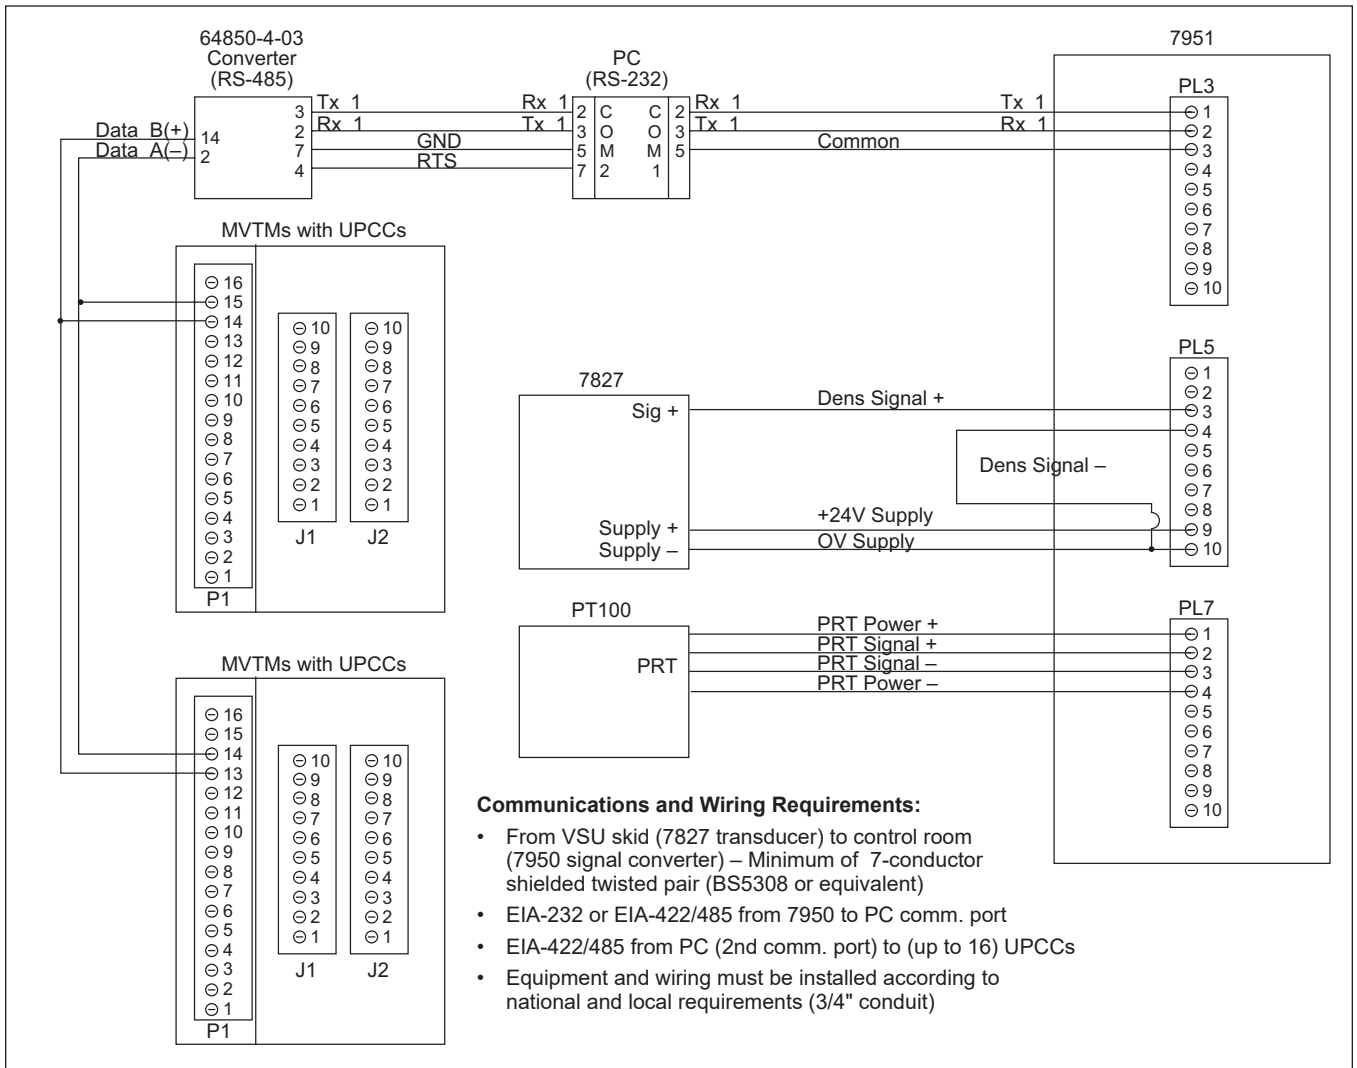 64850-4-03
Converter
(RS-485)
3
2
7
4
14
2
Data B(+)
Data A(–)
Tx 1
Rx 1
GND
RTS
Rx 1
Tx 1
PC
(RS-232)
2 C
3 O
5 M
7 2
C 2
O 3
M 5
1
Rx 1
Tx 1
Common
Tx 1
Rx 1
7951
PL3
1
2
3
4
5
6
7
8
9
10
MVTMs with UPCCs
16
15
14
13
12
11
10
9
8
7
6
5
4
3
2
1
P1
10
9
8
7
6
5
4
3
2
1
J1
10
9
8
7
6
5
4
3
2
1
J2
7827
Sig +
Supply +
Supply –
Dens Signal +
Dens Signal –
+24V Supply
OV Supply
PL5
1
2
3
4
5
6
7
8
9
10
PT100
PRT
PRT Power +
PRT Signal +
PRT Signal –
PRT Power –
PL7
1
2
3
4
5
6
7
8
9
10
MVTMs with UPCCs
16
15
14
13
12
11
10
9
8
7
6
5
4
3
2
1
P1
10
9
8
7
6
5
4
3
2
1
J1
10
9
8
7
6
5
4
3
2
1
J2
Communications and Wiring Requirements:
• From VSU skid (7827 transducer) to control room
(7950 signal converter) – Minimum of 7-conductor
shielded twisted pair (BS5308 or equivalent)
• EIA-232 or EIA-422/485 from 7950 to PC comm. port
• EIA-422/485 from PC (2nd comm. port) to (up to 16) UPCCs
• Equipment and wiring must be installed according to
national and local requirements (3/4" conduit)